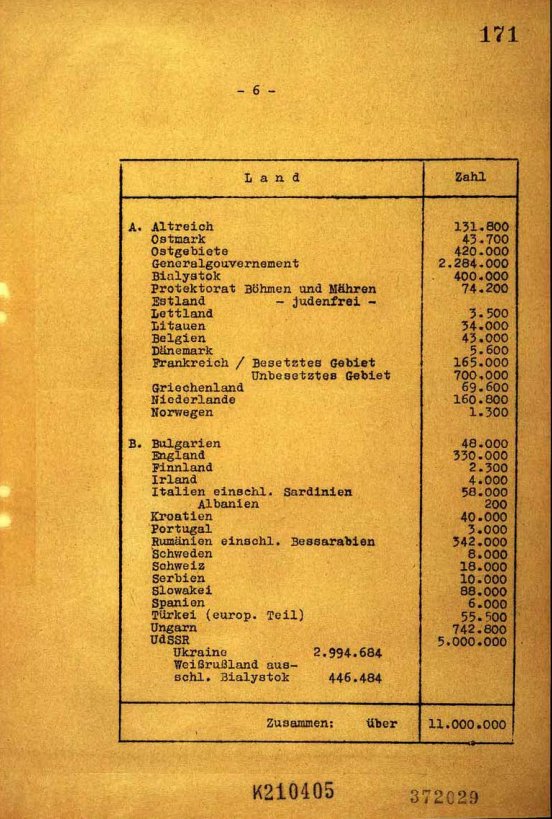 171
- 6 -
Land Zahl
A. Altreich 131.800
Ostmark 43.700
Ostgebiete 420.000
Generalgouvernement 2.284.000
Bialystok 400.000
Protektorat Böhmen und Mähren 74.200
Estland - judenfrei -
Lettland 3.500
Litauen 34.000
Belgien 43.000
Dänemark 5.600
Frankreich / Besetztes Gebiet 165.000
Unbesetztes Gebiet 700.000
Griechenland 69.600
Niederlande 160.800
Norwegen 1.300
B. Bulgarien 48.000
England 330.000
Finnland 2.300
Irland 4.000
Italien einschl. Sardinien 58.000
Albanien 200
Kroatien 40.000
Portugal 3.000
Rumänien einschl. Bessarabien 342.000
Schweden 8.000
Schweiz 18.000
Serbien 10.000
Slowakei 88.000
Spanien 6.000
Türkei (europ. Teil) 55.500
Ungarn 742.800
UdSSR 5.000.000
Ukraine 2.994.684
Weißrußland aus-
schl. Bialystok 446.484
Zusammen: über 11.000.000
K210405
372029